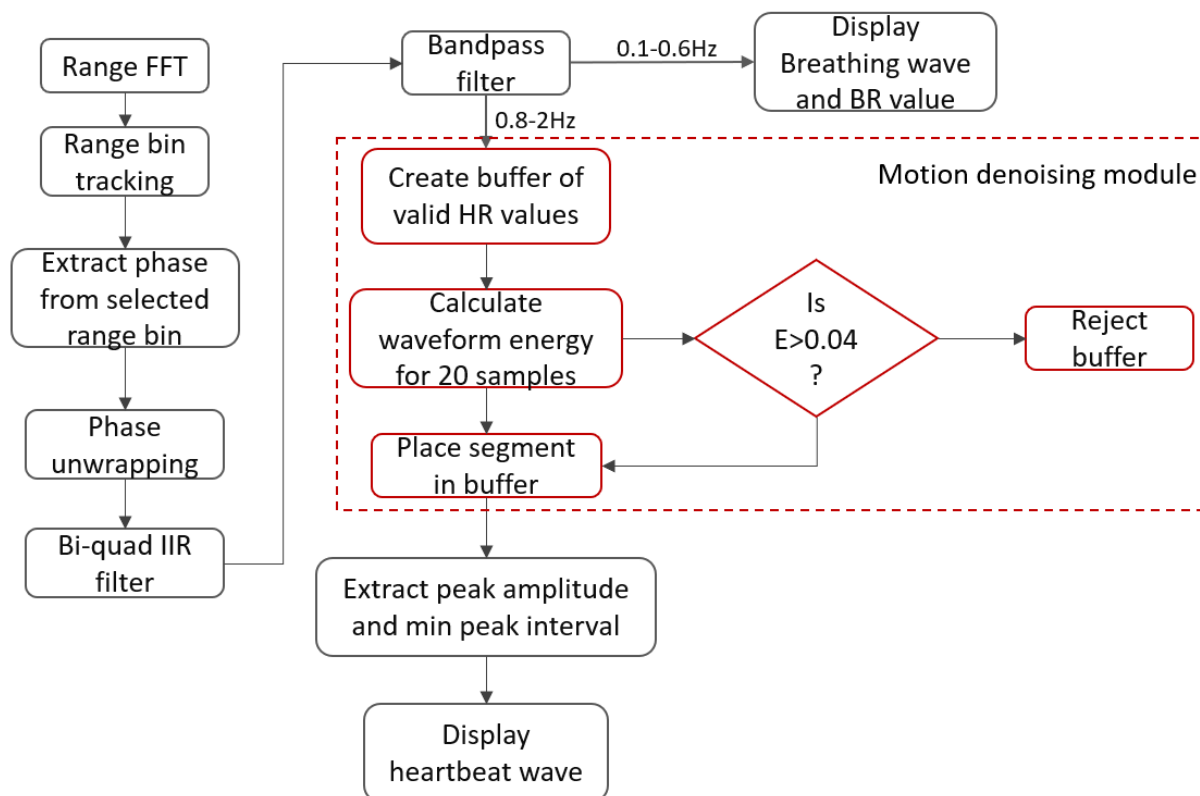 Range FFT
Range bin
tracking
Extract phase
from selected
range bin
Phase
unwrapping
Bi-quad IIR
filter
Bandpass
filter
0.1-0.6Hz
Display
Breathing wave
and BR value
0.8-2Hz
Motion denoising module
Create buffer of
valid HR values
Calculate
waveform energy
for 20 samples
Is
E>0.04
?
Reject
buffer
Place segment
in buffer
Extract peak amplitude
and min peak interval
Display
heartbeat wave